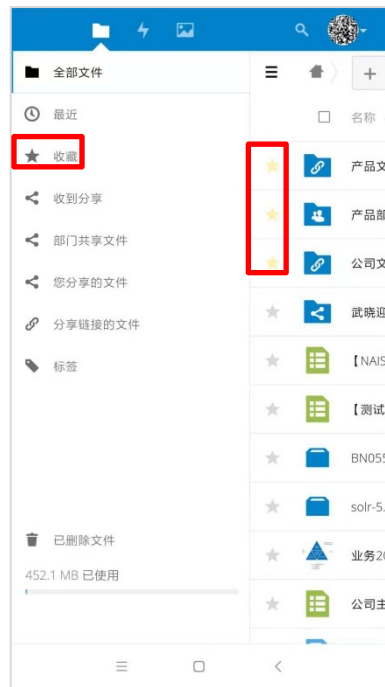 全部文件
最近
收藏
收到分享
部门共享文件
您分享的文件
分享链接的文件
标签
已删除文件
452.1 MB 已使用
名称
产品文
产品部
公司文
武晓迎
【NAIS
【测试
BN055
solr-5.
业务20
公司主